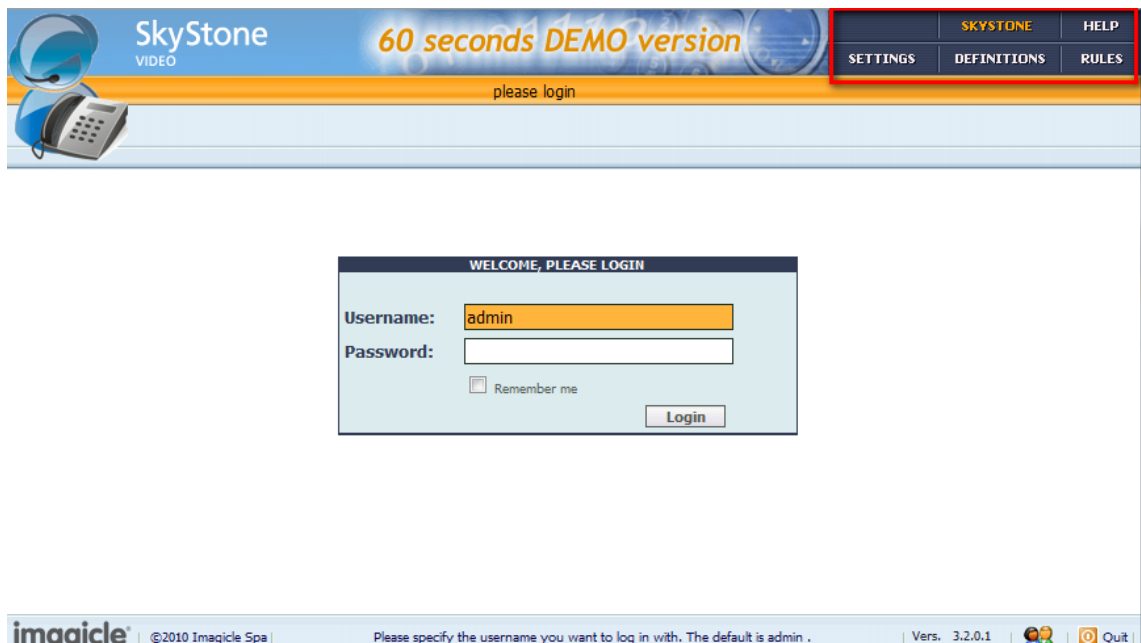 SkyStone
VIDEO
60 seconds DEMO version
SKYSTONE HELP
SETTINGS DEFINITIONS RULES
please login
WELCOME, PLEASE LOGIN
Username: admin
Password:
Remember me
Login
imagicle ©2010 Imagicle Spa Please specify the username you want to log in with. The default is admin . Vers. 3.2.0.1 Quit